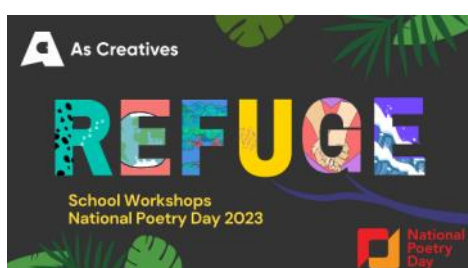 As Creatives
REFUGE
School Workshops
National Poetry Day 2023
National
Poetry
Day